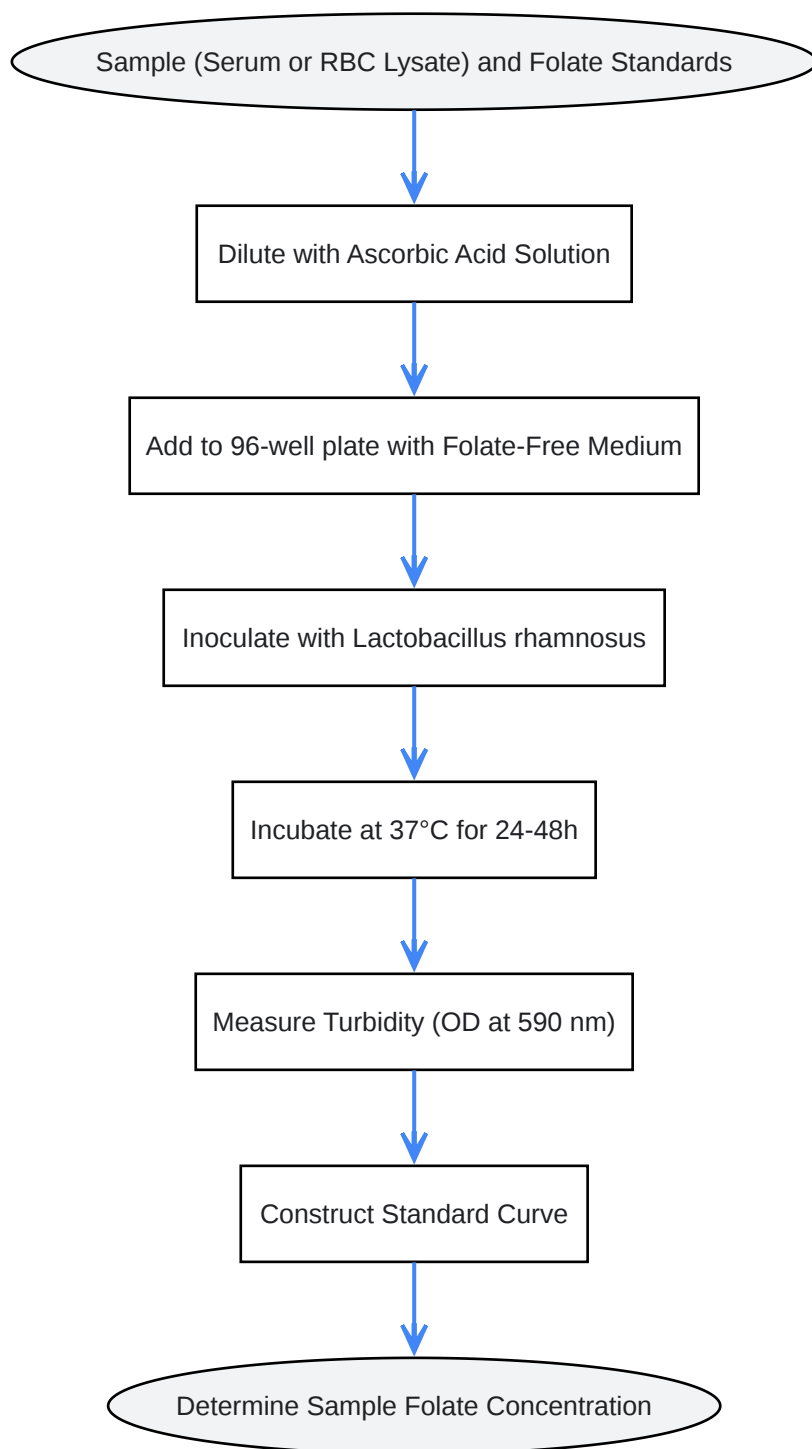 Sample (Serum or RBC Lysate) and Folate Standards
Dilute with Ascorbic Acid Solution
Add to 96-well plate with Folate-Free Medium
Inoculate with Lactobacillus rhamnosus
Incubate at 37°C for 24-48h
Measure Turbidity (OD at 590 nm)
Construct Standard Curve
Determine Sample Folate Concentration